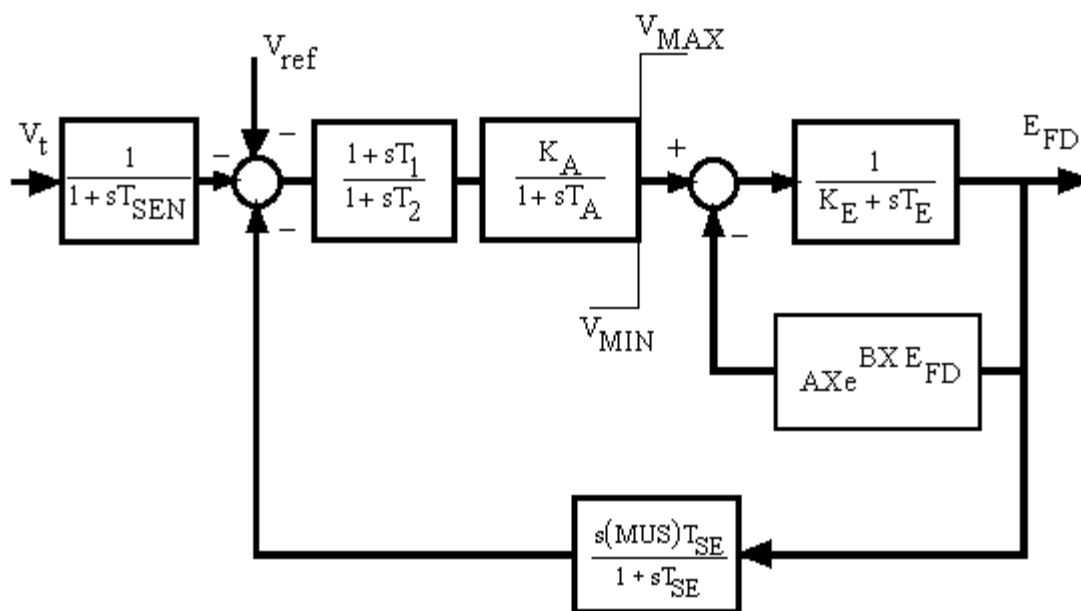 V_MAX
V_ref
V_t
E_FD
1
1 + sT_SEN
−
−
−
1 + sT_1
1 + sT_2
K_A
1 + sT_A
+
−
1
K_E + sT_E
V_MIN
AXe^BX E_FD
s(MUS)T_SE
1 + sT_SE